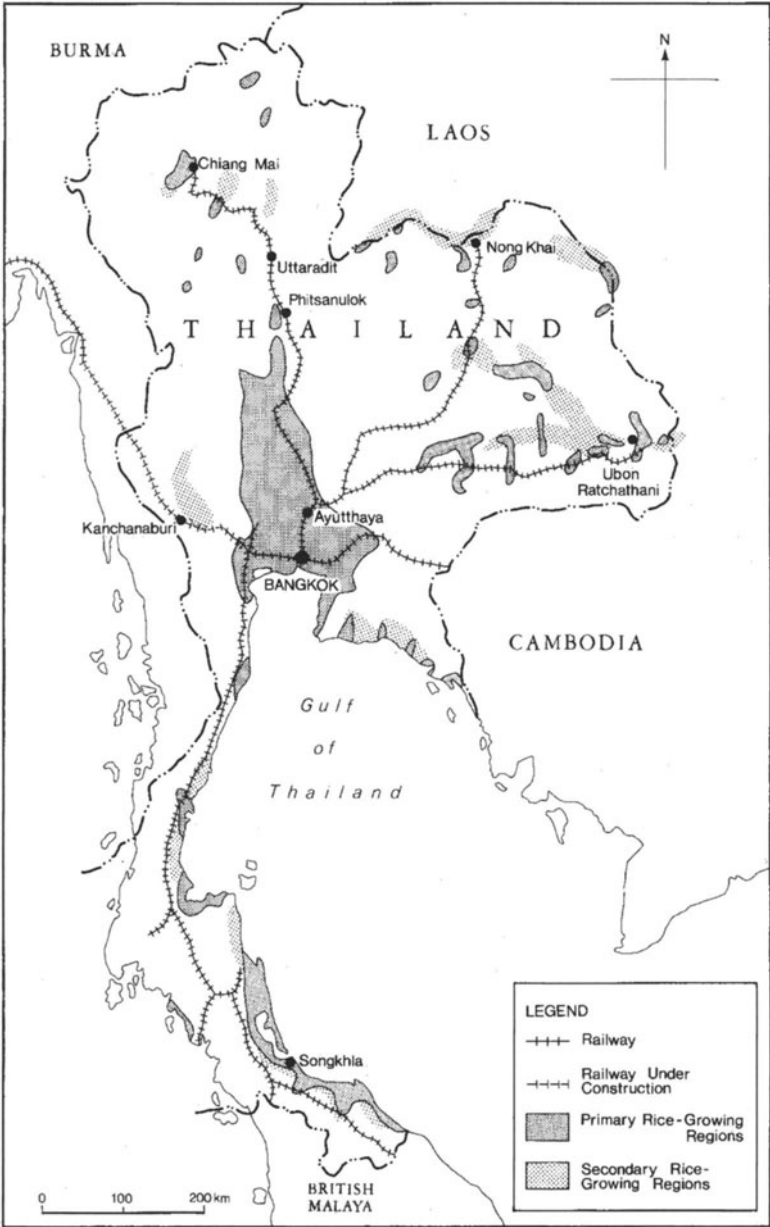 BURMA
N
LAOS
Chiang Mai
Nong Khai
Uttaradit
Phitsanulok
THAILAND
Ubon
Ratchathani
Ayutthaya
Kanchanaburi
BANGKOK
CAMBODIA
Gulf
of
Thailand
LEGEND
Railway
Railway Under
Construction
Primary Rice-Growing
Regions
Secondary Rice-
Growing Regions
Songkhla
BRITISH
MALAYA
0 100 200 km